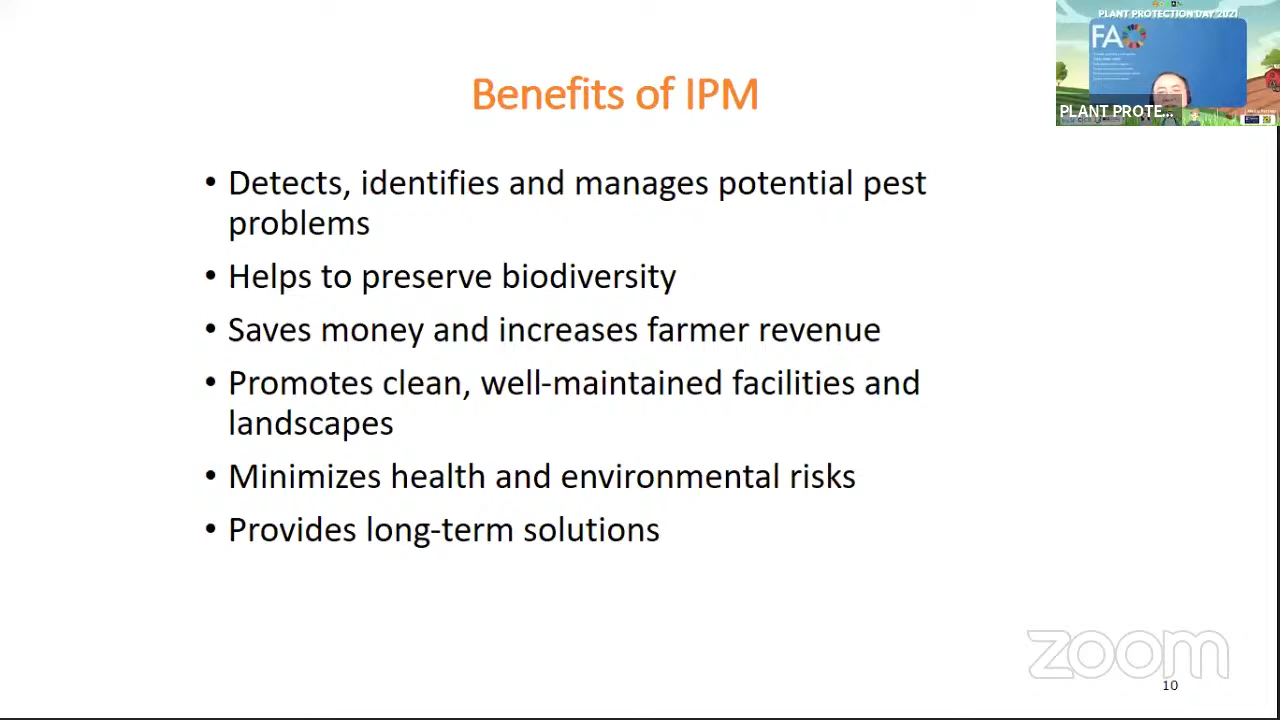 PLANT PROTECTION DAY 2021
FAO
PLANT PROTE...
Benefits of IPM
• Detects, identifies and manages potential pest
problems
• Helps to preserve biodiversity
• Saves money and increases farmer revenue
• Promotes clean, well-maintained facilities and
landscapes
• Minimizes health and environmental risks
• Provides long-term solutions
zoom
10